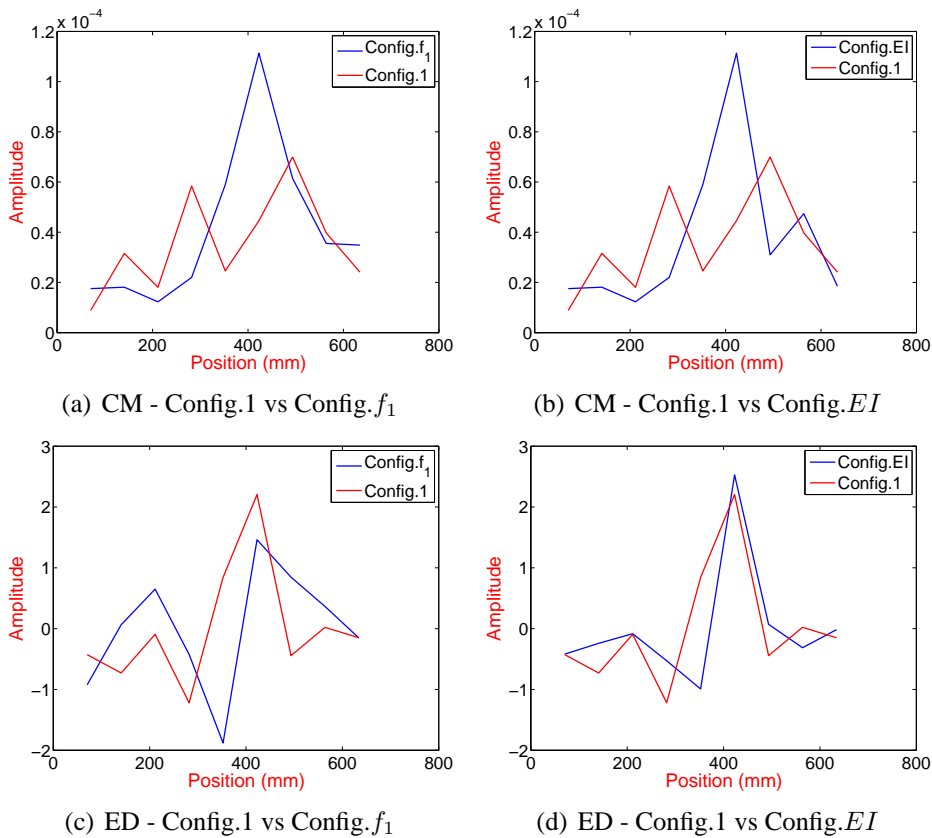 x 10⁻⁴
1.2
1
0.8
0.6
0.4
0.2
0
0 200 400 600 800
Amplitude
Position (mm)
Config.f₁
Config.1
(a) CM - Config.1 vs Config.f₁
x 10⁻⁴
1.2
1
0.8
0.6
0.4
0.2
0
0 200 400 600 800
Amplitude
Position (mm)
Config.EI
Config.1
(b) CM - Config.1 vs Config.EI
3
2
1
0
−1
−2
0 200 400 600 800
Amplitude
Position (mm)
Config.f₁
Config.1
(c) ED - Config.1 vs Config.f₁
3
2
1
0
−1
−2
0 200 400 600 800
Amplitude
Position (mm)
Config.EI
Config.1
(d) ED - Config.1 vs Config.EI